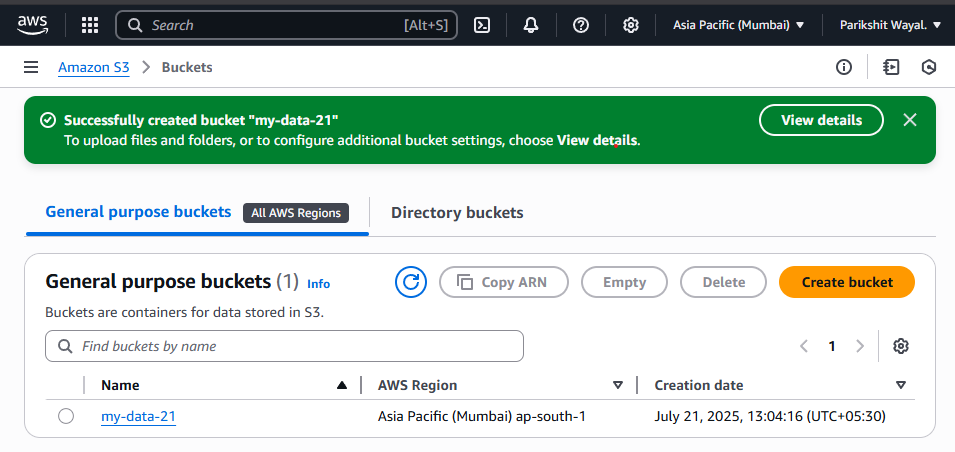 aws Search [Alt+S] Asia Pacific (Mumbai) Parikshit Wayal.
Amazon S3 Buckets
Successfully created bucket "my-data-21"
To upload files and folders, or to configure additional bucket settings, choose View details.
View details
General purpose buckets All AWS Regions Directory buckets
General purpose buckets (1) Info Copy ARN Empty Delete Create bucket
Buckets are containers for data stored in S3.
Find buckets by name 1
Name AWS Region Creation date
my-data-21 Asia Pacific (Mumbai) ap-south-1 July 21, 2025, 13:04:16 (UTC+05:30)